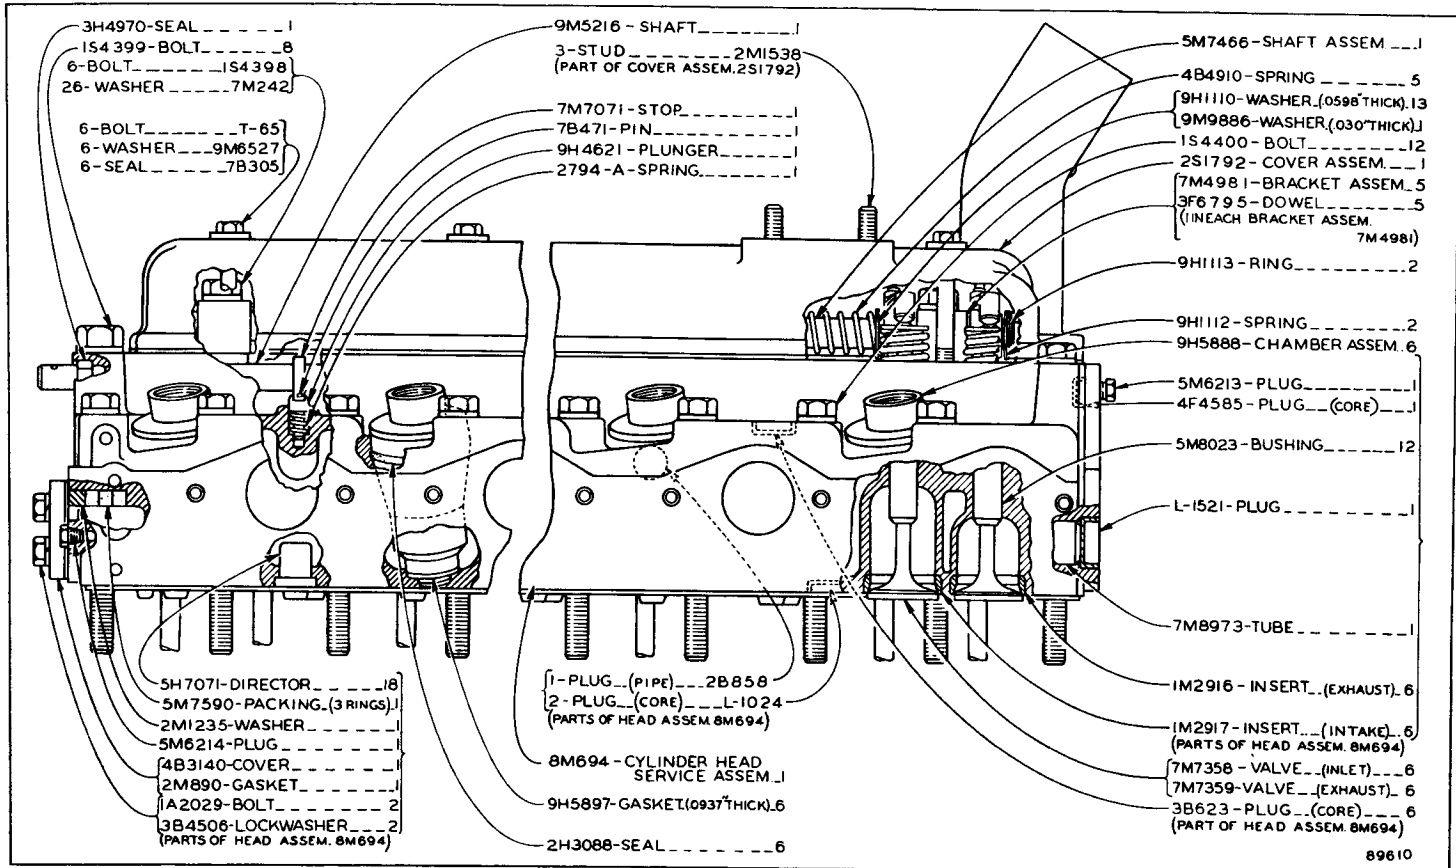 3H4970-SEAL 1
1S4399-BOLT 8
6-BOLT 1S4398
26-WASHER 7M242
6-BOLT T-65
6-WASHER 9M6527
6-SEAL 7B305
9M5216-SHAFT 1
3-STUD 2M1538
(PART OF COVER ASSEM.2S1792)
7M7071-STOP 1
7B471-PIN 1
9H4621-PLUNGER 1
2794-A-SPRING 1
5M7466-SHAFT ASSEM 1
4B4910-SPRING 5
9H1110-WASHER.(.0598"THICK).13
9M9886-WASHER.(.030"THICK).1
1S4400-BOLT 12
2S1792-COVER ASSEM. 1
7M4981-BRACKET ASSEM. 5
3F6795-DOWEL 5
(1 IN EACH BRACKET ASSEM.
7M4981)
9H1113-RING 2
9H1112-SPRING 2
9H5888-CHAMBER ASSEM. 6
5M6213-PLUG 1
4F4585-PLUG (CORE) 1
5M8023-BUSHING 12
L-1521-PLUG 1
7M8973-TUBE 1
1M2916-INSERT (EXHAUST) 6
1M2917-INSERT (INTAKE) 6
(PARTS OF HEAD ASSEM. 8M694)
7M7358-VALVE (INLET) 6
7M7359-VALVE (EXHAUST) 6
3B623-PLUG (CORE) 6
(PART OF HEAD ASSEM. 8M694)
5H7071-DIRECTOR 18
5M7590-PACKING (3 RINGS) 1
2M1235-WASHER 1
5M6214-PLUG 1
4B3140-COVER 1
2M890-GASKET 1
1A2029-BOLT 2
3B4506-LOCKWASHER 2
(PARTS OF HEAD ASSEM. 8M694)
1-PLUG (PIPE) 2B858
2-PLUG (CORE) L-1024
(PARTS OF HEAD ASSEM. 8M694)
8M694-CYLINDER HEAD
SERVICE ASSEM. 1
9H5897-GASKET.(.0937"THICK).6
2H3088-SEAL 6
89610